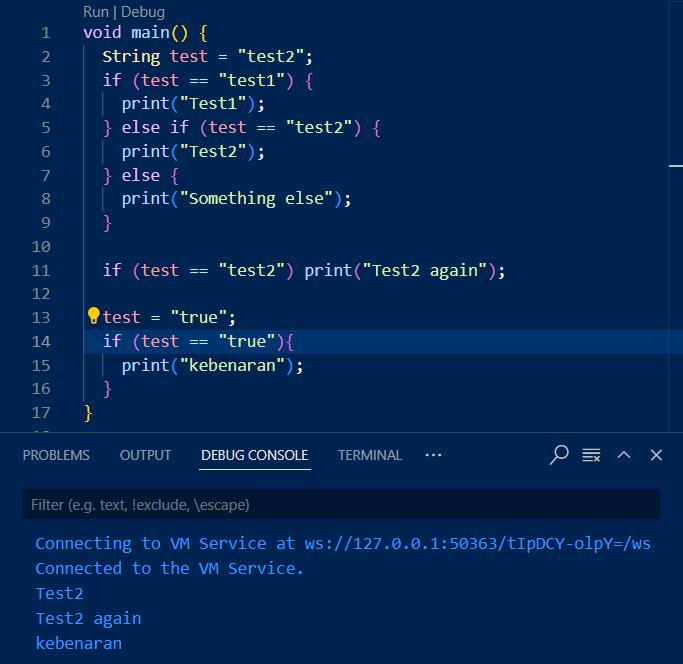 Run | Debug
1 void main() {
2   String test = "test2";
3   if (test == "test1") {
4     print("Test1");
5   } else if (test == "test2") {
6     print("Test2");
7   } else {
8     print("Something else");
9   }
10
11   if (test == "test2") print("Test2 again");
12
13   test = "true";
14   if (test == "true"){
15     print("kebenaran");
16   }
17 }
PROBLEMS OUTPUT DEBUG CONSOLE TERMINAL ···
Filter (e.g. text, !exclude, \escape)
Connecting to VM Service at ws://127.0.0.1:50363/tIpDCY-olpY=/ws
Connected to the VM Service.
Test2
Test2 again
kebenaran